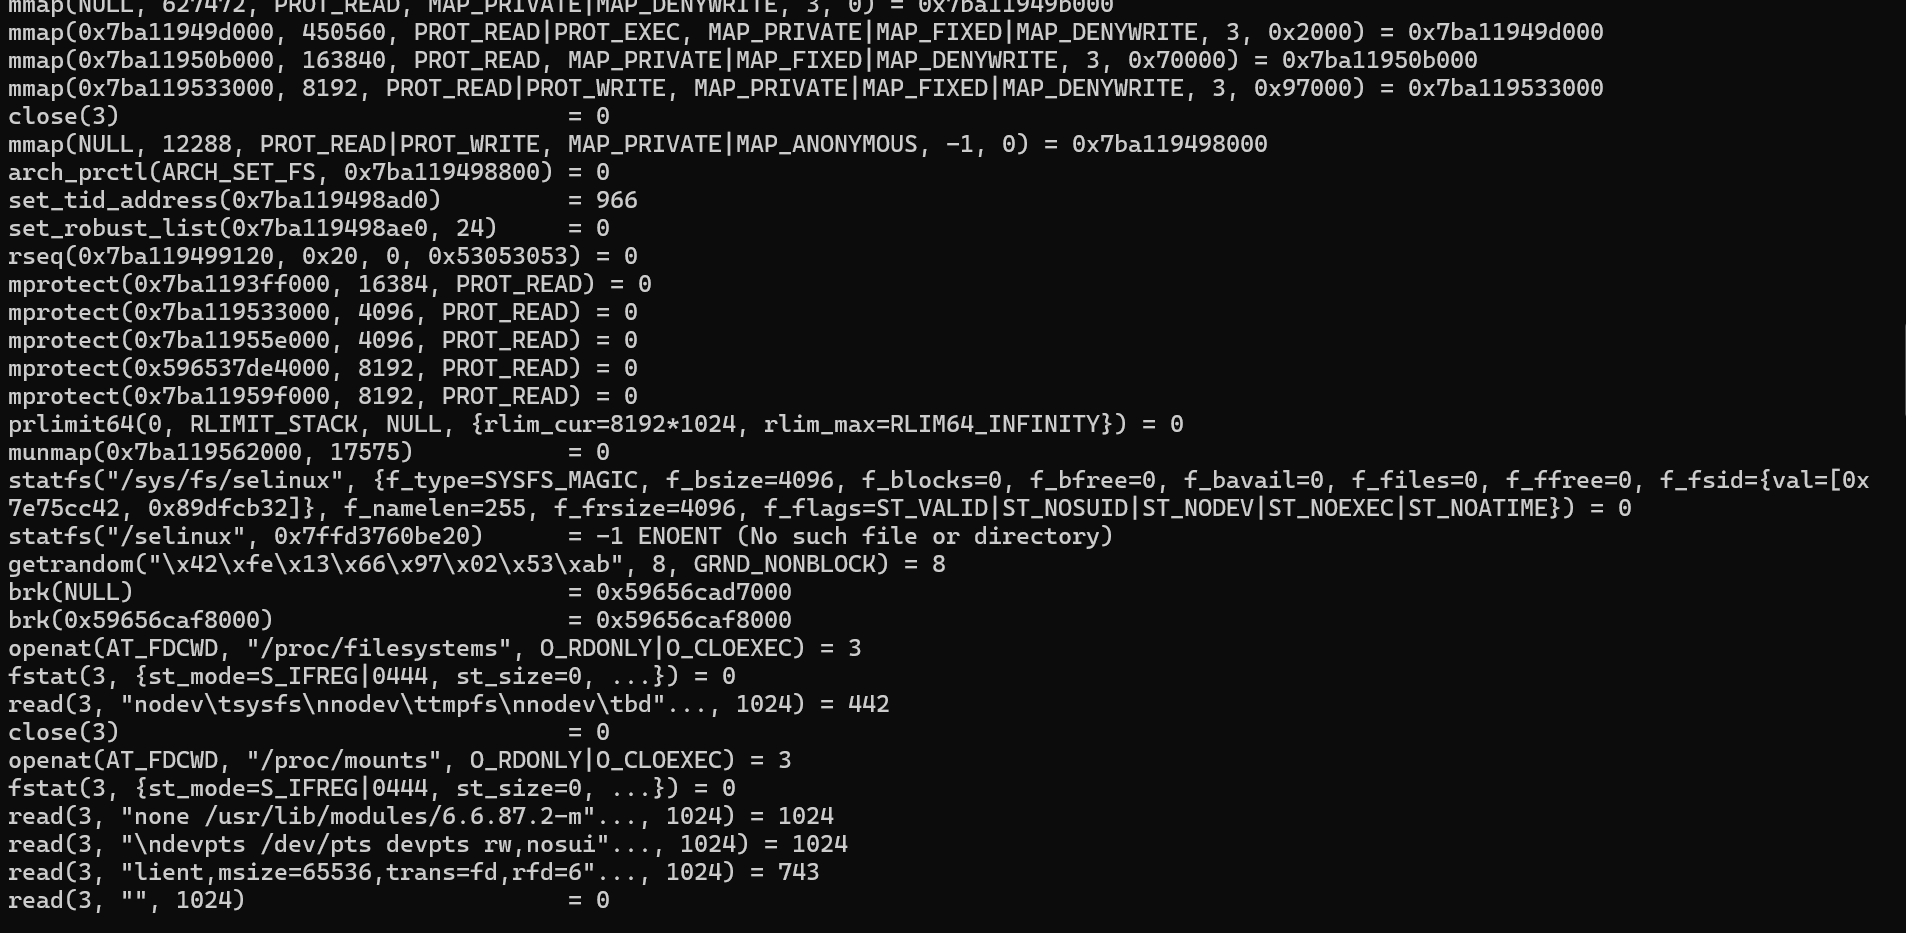 mmap(NULL, 627472, PROT_READ, MAP_PRIVATE|MAP_DENYWRITE, 3, 0) = 0x7ba11949b000
mmap(0x7ba11949d000, 450560, PROT_READ|PROT_EXEC, MAP_PRIVATE|MAP_FIXED|MAP_DENYWRITE, 3, 0x2000) = 0x7ba11949d000
mmap(0x7ba11950b000, 163840, PROT_READ, MAP_PRIVATE|MAP_FIXED|MAP_DENYWRITE, 3, 0x70000) = 0x7ba11950b000
mmap(0x7ba119533000, 8192, PROT_READ|PROT_WRITE, MAP_PRIVATE|MAP_FIXED|MAP_DENYWRITE, 3, 0x97000) = 0x7ba119533000
close(3)                                = 0
mmap(NULL, 12288, PROT_READ|PROT_WRITE, MAP_PRIVATE|MAP_ANONYMOUS, -1, 0) = 0x7ba119498000
arch_prctl(ARCH_SET_FS, 0x7ba119498800) = 0
set_tid_address(0x7ba119498ad0)         = 966
set_robust_list(0x7ba119498ae0, 24)     = 0
rseq(0x7ba119499120, 0x20, 0, 0x53053053) = 0
mprotect(0x7ba1193ff000, 16384, PROT_READ) = 0
mprotect(0x7ba119533000, 4096, PROT_READ) = 0
mprotect(0x7ba11955e000, 4096, PROT_READ) = 0
mprotect(0x596537de4000, 8192, PROT_READ) = 0
mprotect(0x7ba11959f000, 8192, PROT_READ) = 0
prlimit64(0, RLIMIT_STACK, NULL, {rlim_cur=8192*1024, rlim_max=RLIM64_INFINITY}) = 0
munmap(0x7ba119562000, 17575)           = 0
statfs("/sys/fs/selinux", {f_type=SYSFS_MAGIC, f_bsize=4096, f_blocks=0, f_bfree=0, f_bavail=0, f_files=0, f_ffree=0, f_fsid={val=[0x
7e75cc42, 0x89dfcb32]}, f_namelen=255, f_frsize=4096, f_flags=ST_VALID|ST_NOSUID|ST_NODEV|ST_NOEXEC|ST_NOATIME}) = 0
statfs("/selinux", 0x7ffd3760be20)      = -1 ENOENT (No such file or directory)
getrandom("\x42\xfe\x13\x66\x97\x02\x53\xab", 8, GRND_NONBLOCK) = 8
brk(NULL)                               = 0x59656cad7000
brk(0x59656caf8000)                     = 0x59656caf8000
openat(AT_FDCWD, "/proc/filesystems", O_RDONLY|O_CLOEXEC) = 3
fstat(3, {st_mode=S_IFREG|0444, st_size=0, ...}) = 0
read(3, "nodev\tsysfs\nnodev\ttmpfs\nnodev\tbd"..., 1024) = 442
close(3)                                = 0
openat(AT_FDCWD, "/proc/mounts", O_RDONLY|O_CLOEXEC) = 3
fstat(3, {st_mode=S_IFREG|0444, st_size=0, ...}) = 0
read(3, "none /usr/lib/modules/6.6.87.2-m"..., 1024) = 1024
read(3, "\ndevpts /dev/pts devpts rw,nosui"..., 1024) = 1024
read(3, "lient,msize=65536,trans=fd,rfd=6"..., 1024) = 743
read(3, "", 1024)                       = 0